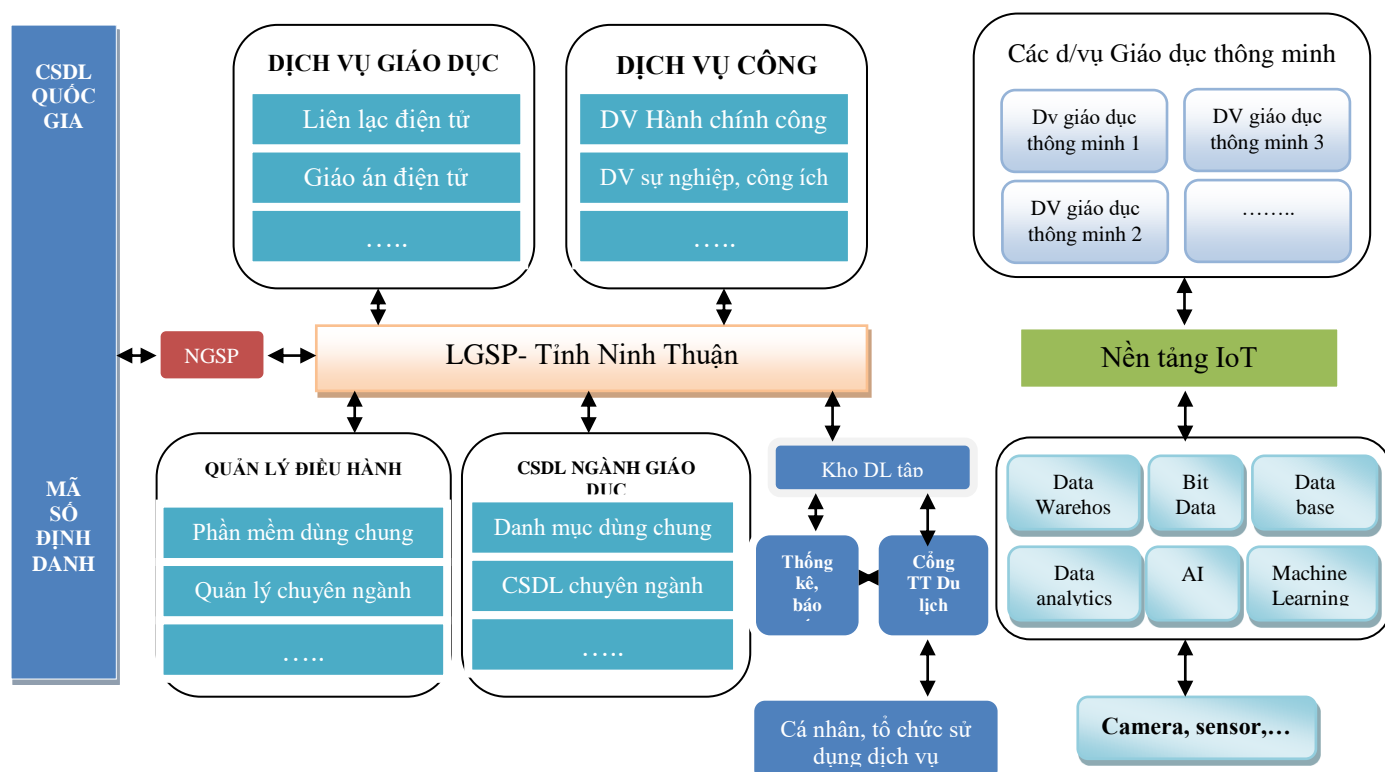 CSDL
QUỐC
GIA
MÃ
SỐ
ĐỊNH
DANH
DỊCH VỤ GIÁO DỤC
Liên lạc điện tử
Giáo án điện tử
…..
DỊCH VỤ CÔNG
DV Hành chính công
DV sự nghiệp, công ích
…..
Các d/vụ Giáo dục thông minh
Dv giáo dục
thông minh 1
DV giáo dục
thông minh 3
DV giáo dục
thông minh 2
……..
NGSP
LGSP- Tỉnh Ninh Thuận
Nền tảng IoT
QUẢN LÝ ĐIỀU HÀNH
Phần mềm dùng chung
Quản lý chuyên ngành
…..
CSDL NGÀNH GIÁO
DỤC
Danh mục dùng chung
CSDL chuyên ngành
…..
Kho DL tập
Thống
kê,
báo
Cổng
TT Du
lịch
Cá nhân, tổ chức sử
dụng dịch vụ
Data
Warehos
Bit
Data
Data
base
Data
analytics
AI
Machine
Learning
Camera, sensor,…